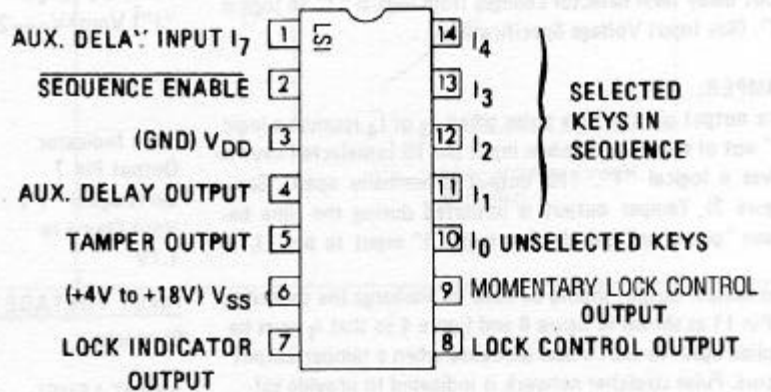 AUX. DELAY INPUT I7
1
LSI
14
I4
SEQUENCE ENABLE
2
13
I3
SELECTED
KEYS IN
SEQUENCE
(GND) VDD
3
12
I2
AUX. DELAY OUTPUT
4
11
I1
TAMPER OUTPUT
5
10
I0 UNSELECTED KEYS
(+4V to +18V) VSS
6
9
MOMENTARY LOCK CONTROL
OUTPUT
LOCK INDICATOR
OUTPUT
7
8
LOCK CONTROL OUTPUT